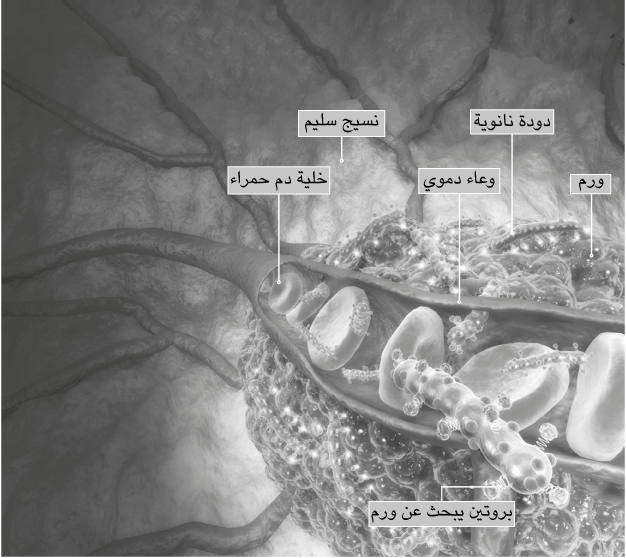 دودة نانوية
نسيج سليم
ورم
وعاء دموي
خلية دم حمراء
بروتين يبحث عن ورم